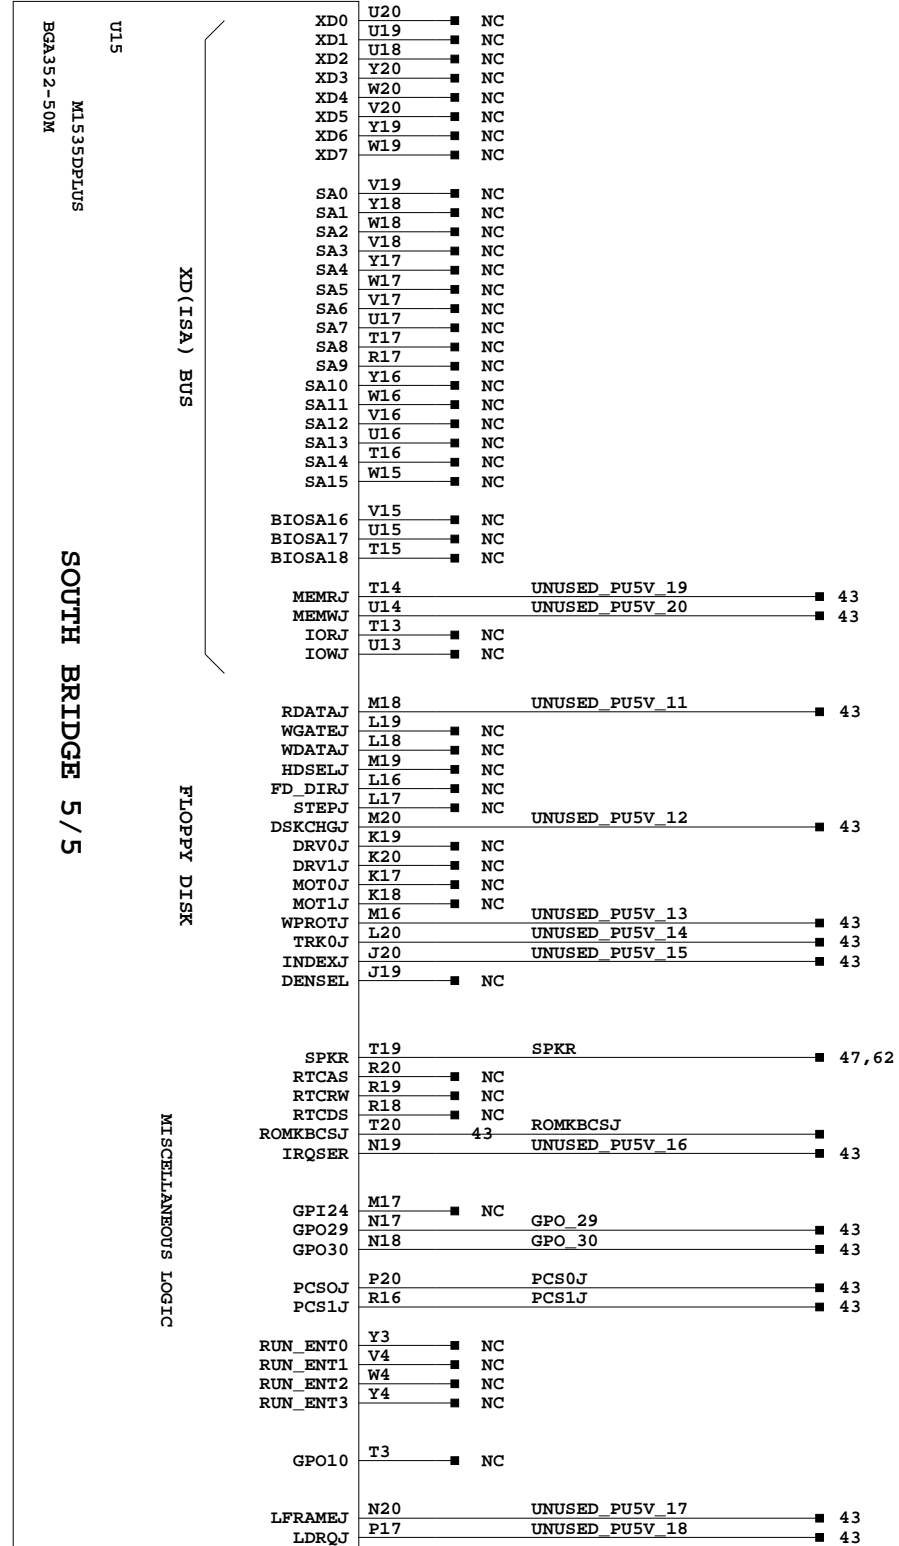 U15
M1535DPLUS
BGA352-50M
SOUTH BRIDGE 5/5
XD(ISA) BUS
XD0 U20 NC
XD1 U19 NC
XD2 U18 NC
XD3 Y20 NC
XD4 W20 NC
XD5 V20 NC
XD6 Y19 NC
XD7 W19 NC
SA0 V19 NC
SA1 Y18 NC
SA2 W18 NC
SA3 V18 NC
SA4 Y17 NC
SA5 W17 NC
SA6 V17 NC
SA7 U17 NC
SA8 T17 NC
SA9 R17 NC
SA10 Y16 NC
SA11 W16 NC
SA12 V16 NC
SA13 U16 NC
SA14 T16 NC
SA15 W15 NC
BIOSA16 V15 NC
BIOSA17 U15 NC
BIOSA18 T15 NC
MEMRJ T14 UNUSED_PU5V_19 43
MEMWJ U14 UNUSED_PU5V_20 43
IORJ T13 NC
IOWJ U13 NC
FLOPPY DISK
RDATAJ M18 UNUSED_PU5V_11 43
WGATEJ L19 NC
WDATAJ L18 NC
HDSELJ M19 NC
FD_DIRJ L16 NC
STEPJ L17 NC
DSKCHGJ M20 UNUSED_PU5V_12 43
DRV0J K19 NC
DRV1J K20 NC
MOT0J K17 NC
MOT1J K18 NC
WPROTJ M16 UNUSED_PU5V_13 43
TRK0J L20 UNUSED_PU5V_14 43
INDEXJ J20 UNUSED_PU5V_15 43
DENSEL J19 NC
MISCELLANEOUS LOGIC
SPKR T19 SPKR 47,62
RTCAS R20 NC
RTCRW R19 NC
RTCDS R18 NC
ROMKBCSJ T20 43 ROMKBCSJ
IRQSER N19 UNUSED_PU5V_16 43
GPI24 M17 NC
GPO29 N17 GPO_29 43
GPO30 N18 GPO_30 43
PCSOJ P20 PCS0J 43
PCS1J R16 PCS1J 43
RUN_ENT0 Y3 NC
RUN_ENT1 V4 NC
RUN_ENT2 W4 NC
RUN_ENT3 Y4 NC
GPO10 T3 NC
LFRAMEJ N20 UNUSED_PU5V_17 43
LDRQJ P17 UNUSED_PU5V_18 43